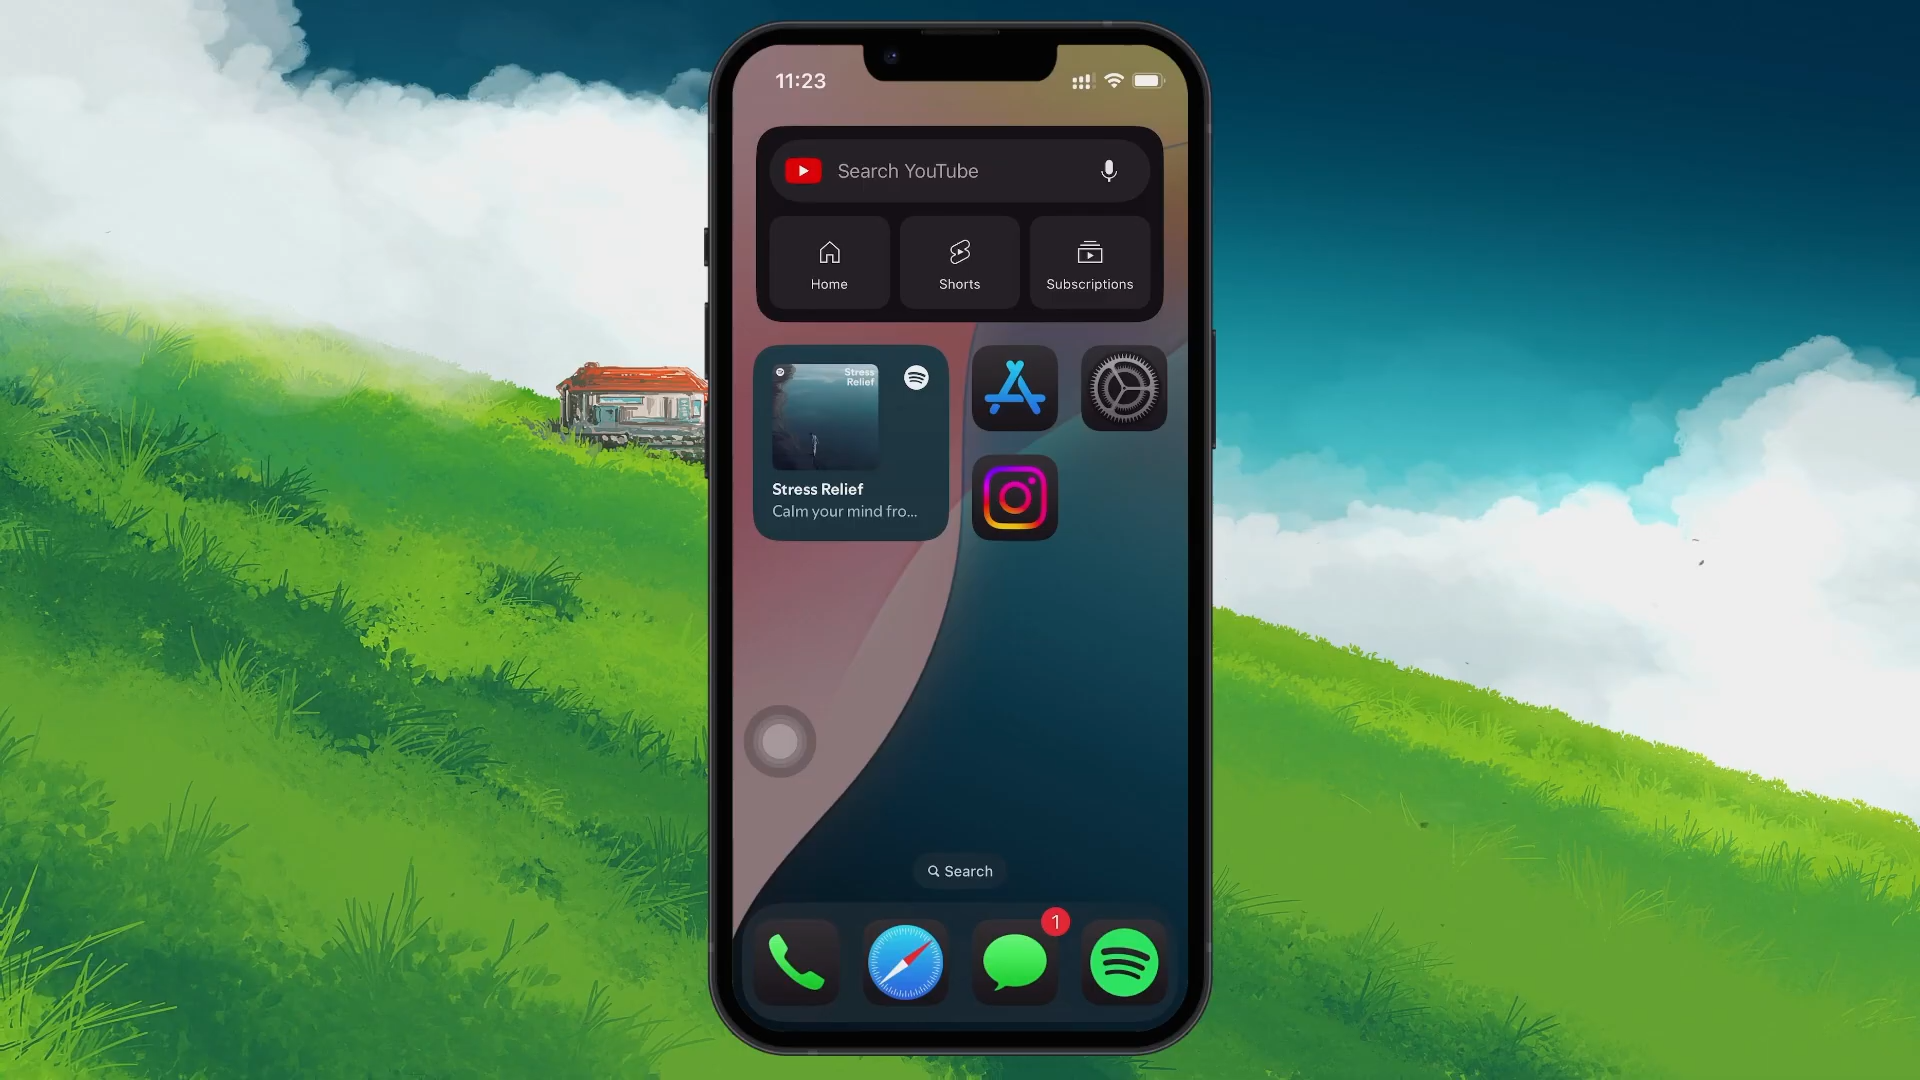 11:23
Search YouTube
Home
Shorts
Subscriptions
Stress
Relief
Stress Relief
Calm your mind fro...
Search
1